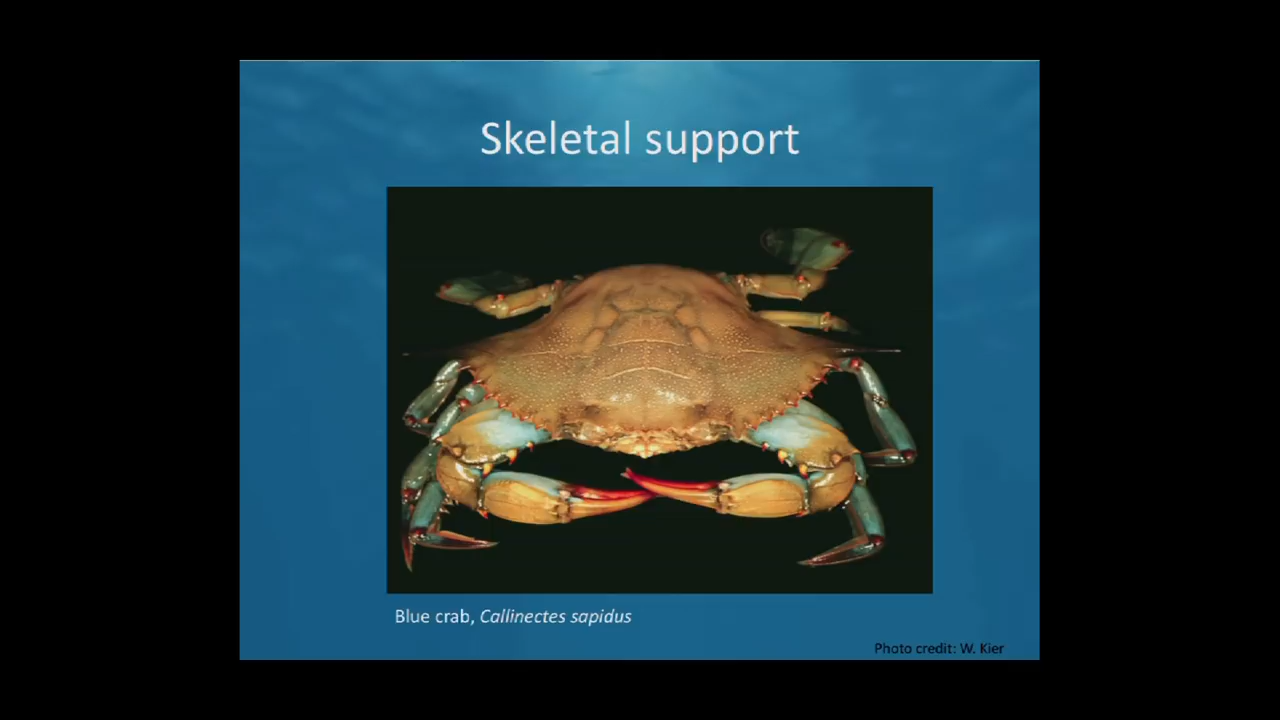 Skeletal support
Blue crab, Callinectes sapidus
Photo credit: W. Kier